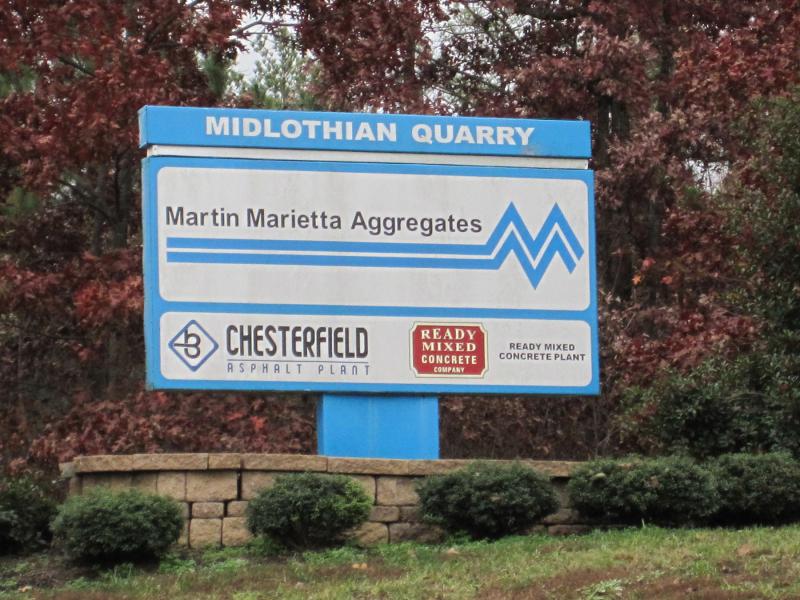 MIDLOTHIAN QUARRY
Martin Marietta Aggregates
B CHESTERFIELD
ASPHALT PLANT
READY
MIXED
CONCRETE
COMPANY
READY MIXED
CONCRETE PLANT